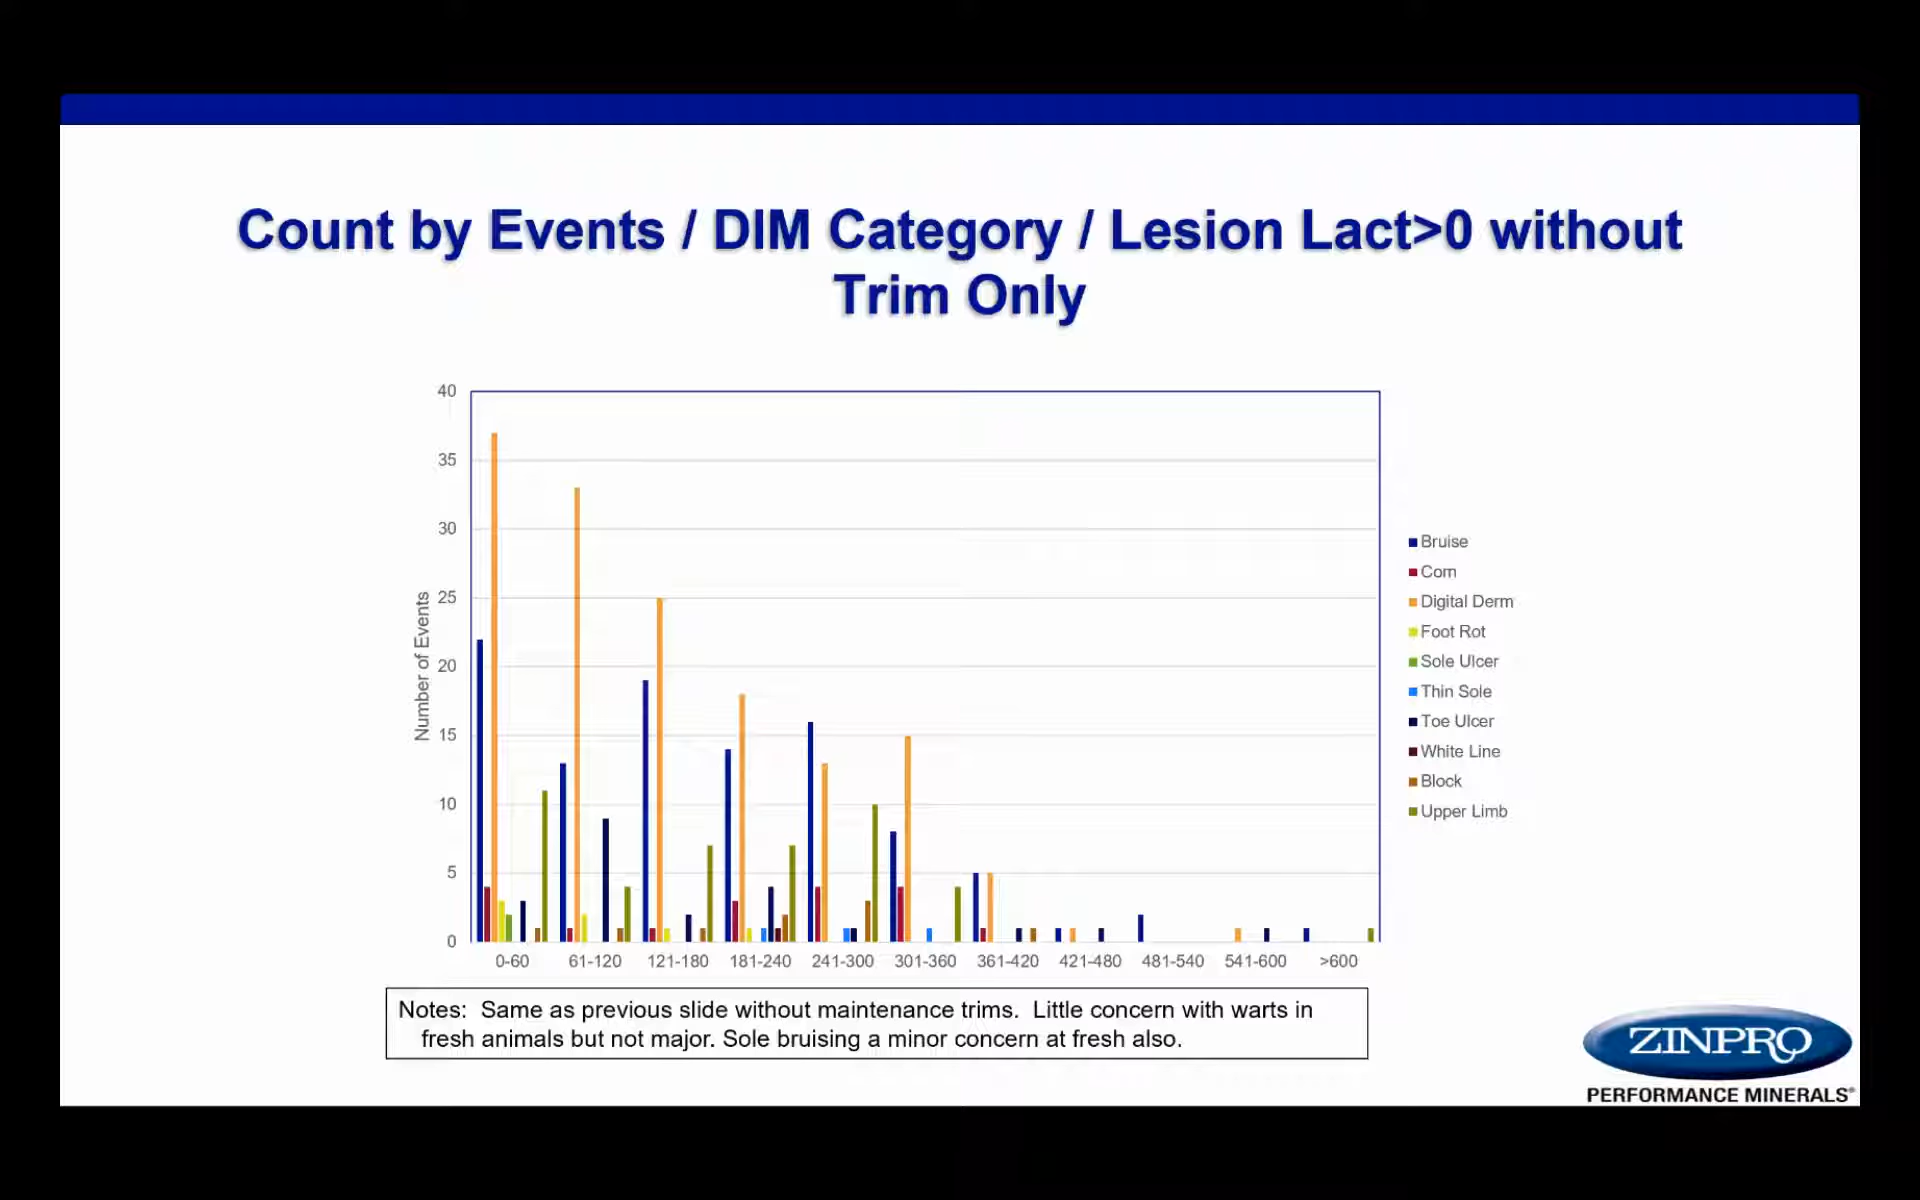 Count by Events / DIM Category / Lesion Lact>0 without
Trim Only
40
35
30
25
20
15
10
5
0
Number of Events
0-60
61-120
121-180
181-240
241-300
301-360
361-420
421-480
481-540
541-600
>600
Bruise
Corn
Digital Derm
Foot Rot
Sole Ulcer
Thin Sole
Toe Ulcer
White Line
Block
Upper Limb
Notes: Same as previous slide without maintenance trims. Little concern with warts in
fresh animals but not major. Sole bruising a minor concern at fresh also.
ZINPRO
PERFORMANCE MINERALS®